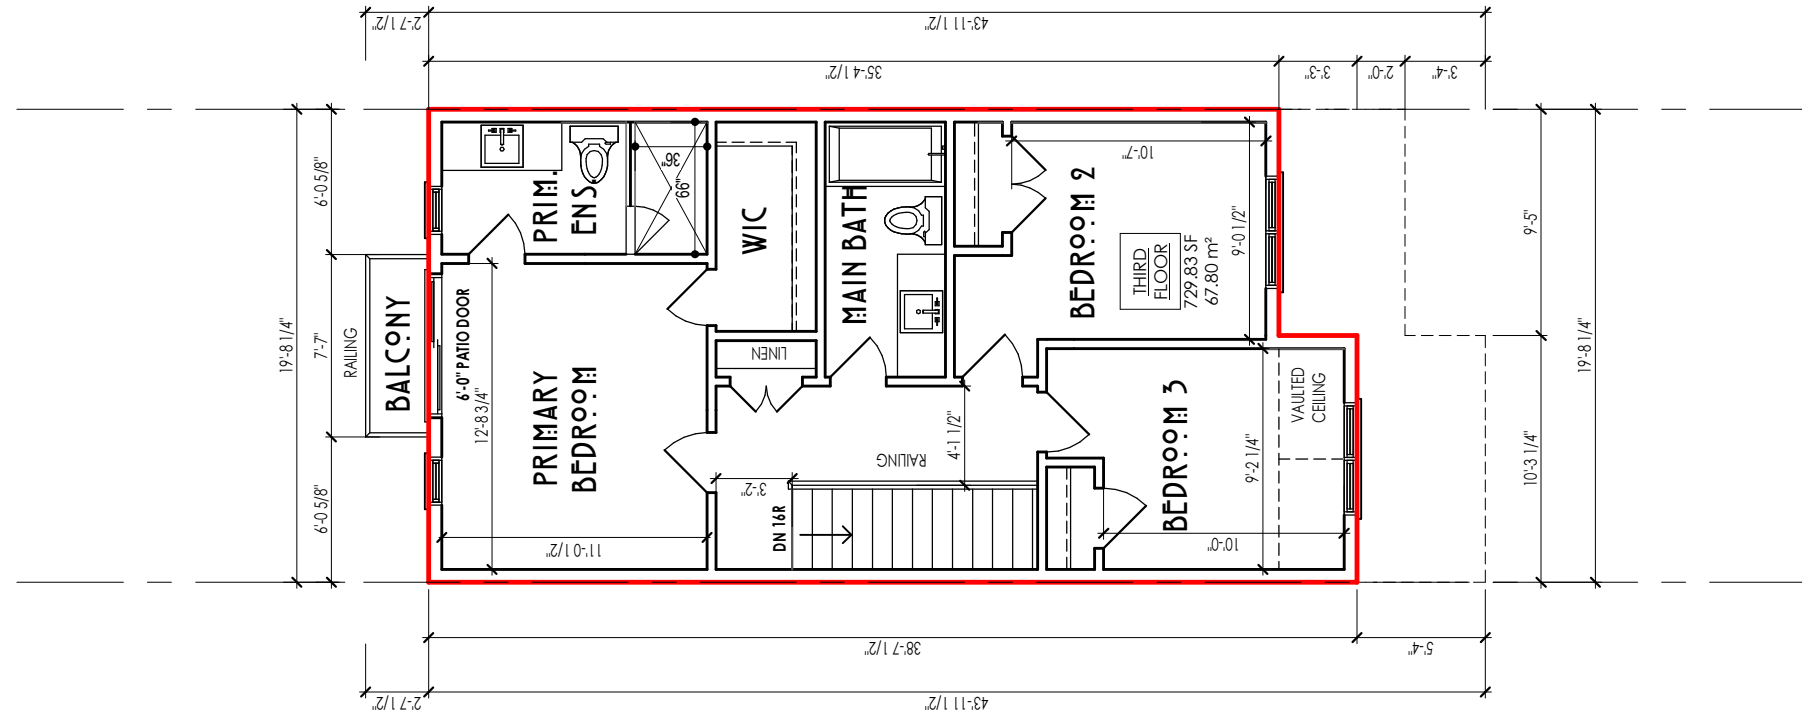 2'-7 1/2"
43'-11 1/2"
35'-4 1/2"
3'-3"
2'-0"
3'-4"
19'-8 1/4"
6'-0 5/8"
7'-7"
6'-0 5/8"
RAILING
BALCONY
6'-0" PATIO DOOR
12'-8 3/4"
PRIMARY
BEDROOM
11'-0 1/2"
PRIM.
ENS
36"
66"
WIC
LINEN
MAIN BATH
RAILING
4'-1 1/2"
3'-2"
DN 16R
BEDROOM 2
10'-7"
9'-0 1/2"
THIRD
FLOOR
729.83 SF
67.80 m²
BEDROOM 3
10'-0"
9'-2 1/4"
VAULTED
CEILING
9'-5"
10'-3 1/4"
19'-8 1/4"
38'-7 1/2"
5'-4"
2'-7 1/2"
43'-11 1/2"